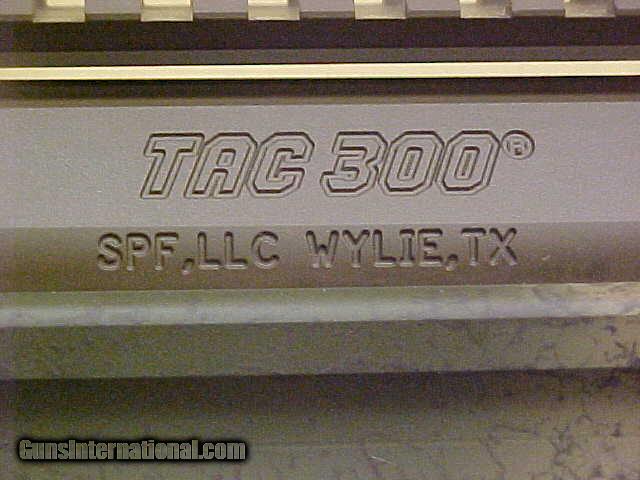 TAC 300®
SPF,LLC WYLIE,TX
GunsInternational.com